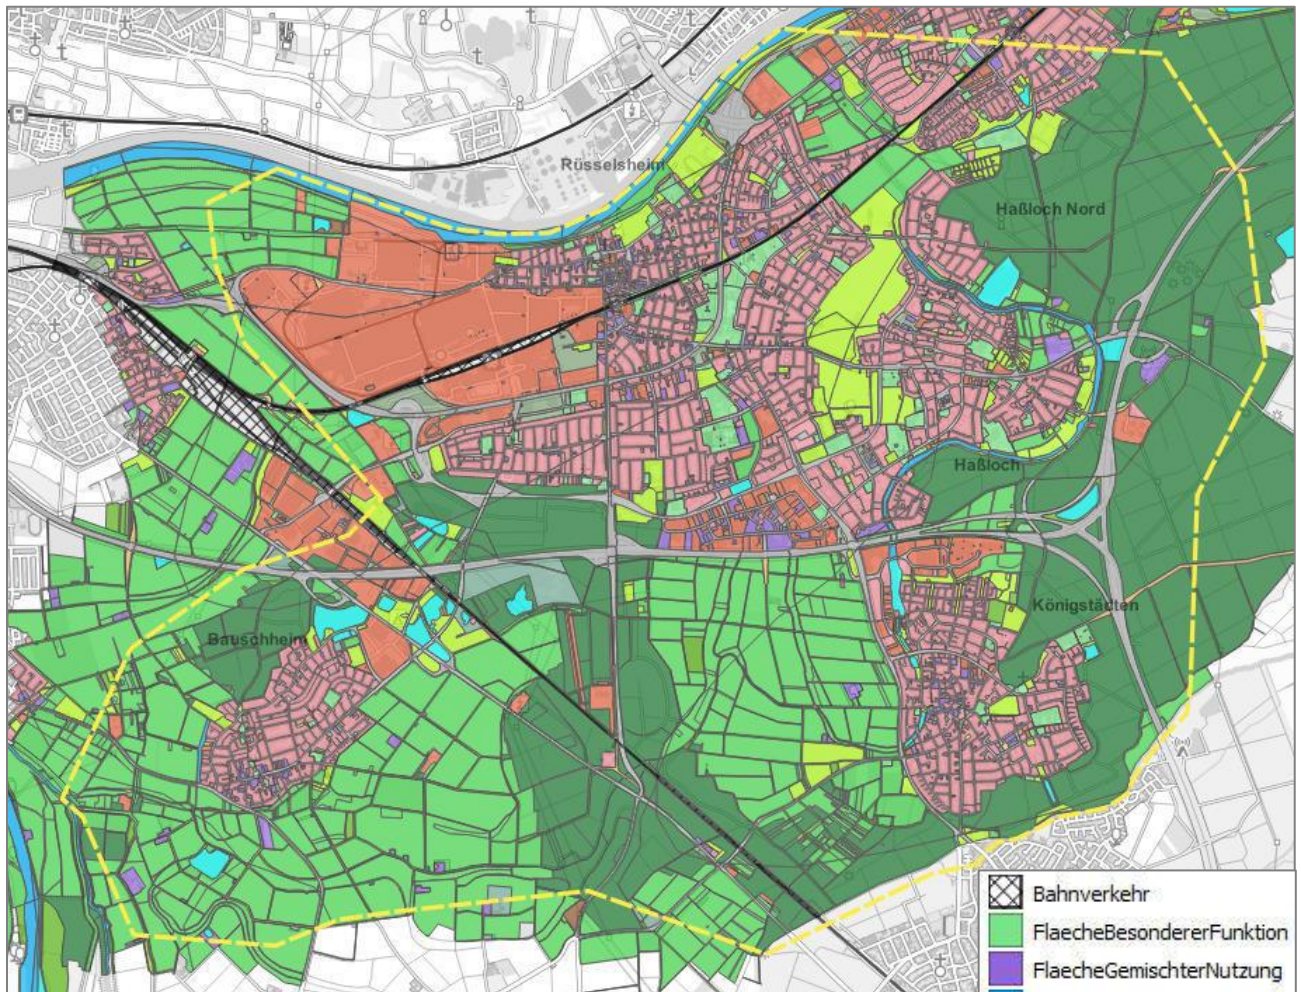 Rüsselsheim
Haßloch Nord
Haßloch
Königstädten
Bauschheim
Bahnverkehr
FlaecheBesondererFunktion
FlaecheGemischterNutzung